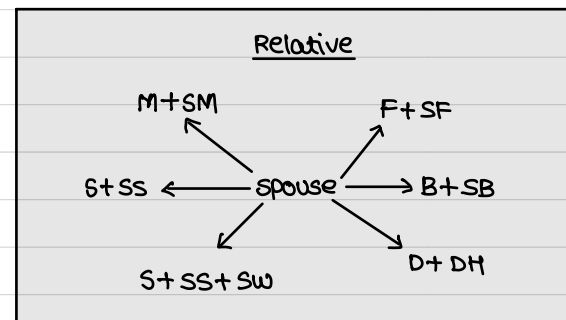 Relative
M+SM
F+SF
S+SS
Spouse
B+SB
S+SS+SW
D+DH